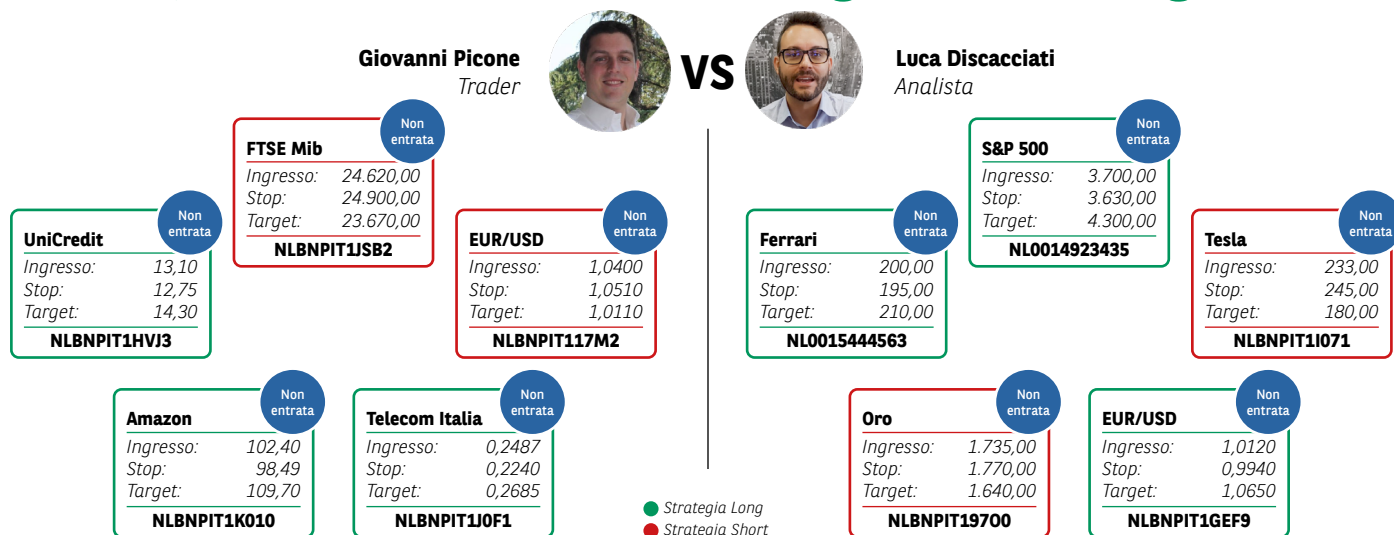 Giovanni Picone
Trader
VS
Luca Discacciati
Analista
Non
entrata
FTSE Mib
Ingresso: 24.620,00
Stop: 24.900,00
Target: 23.670,00
NLBNPIT1JSB2
Non
entrata
UniCredit
Ingresso: 13,10
Stop: 12,75
Target: 14,30
NLBNPIT1HVJ3
Non
entrata
EUR/USD
Ingresso: 1,0400
Stop: 1,0510
Target: 1,0110
NLBNPIT117M2
Non
entrata
Amazon
Ingresso: 102,40
Stop: 98,49
Target: 109,70
NLBNPIT1K010
Non
entrata
Telecom Italia
Ingresso: 0,2487
Stop: 0,2240
Target: 0,2685
NLBNPIT1J0F1
Non
entrata
S&P 500
Ingresso: 3.700,00
Stop: 3.630,00
Target: 4.300,00
NL0014923435
Non
entrata
Ferrari
Ingresso: 200,00
Stop: 195,00
Target: 210,00
NL0015444563
Non
entrata
Tesla
Ingresso: 233,00
Stop: 245,00
Target: 180,00
NLBNPIT1I071
Non
entrata
Oro
Ingresso: 1.735,00
Stop: 1.770,00
Target: 1.640,00
NLBNPIT197O0
Non
entrata
EUR/USD
Ingresso: 1,0120
Stop: 0,9940
Target: 1,0650
NLBNPIT1GEF9
Strategia Long
Strategia Short